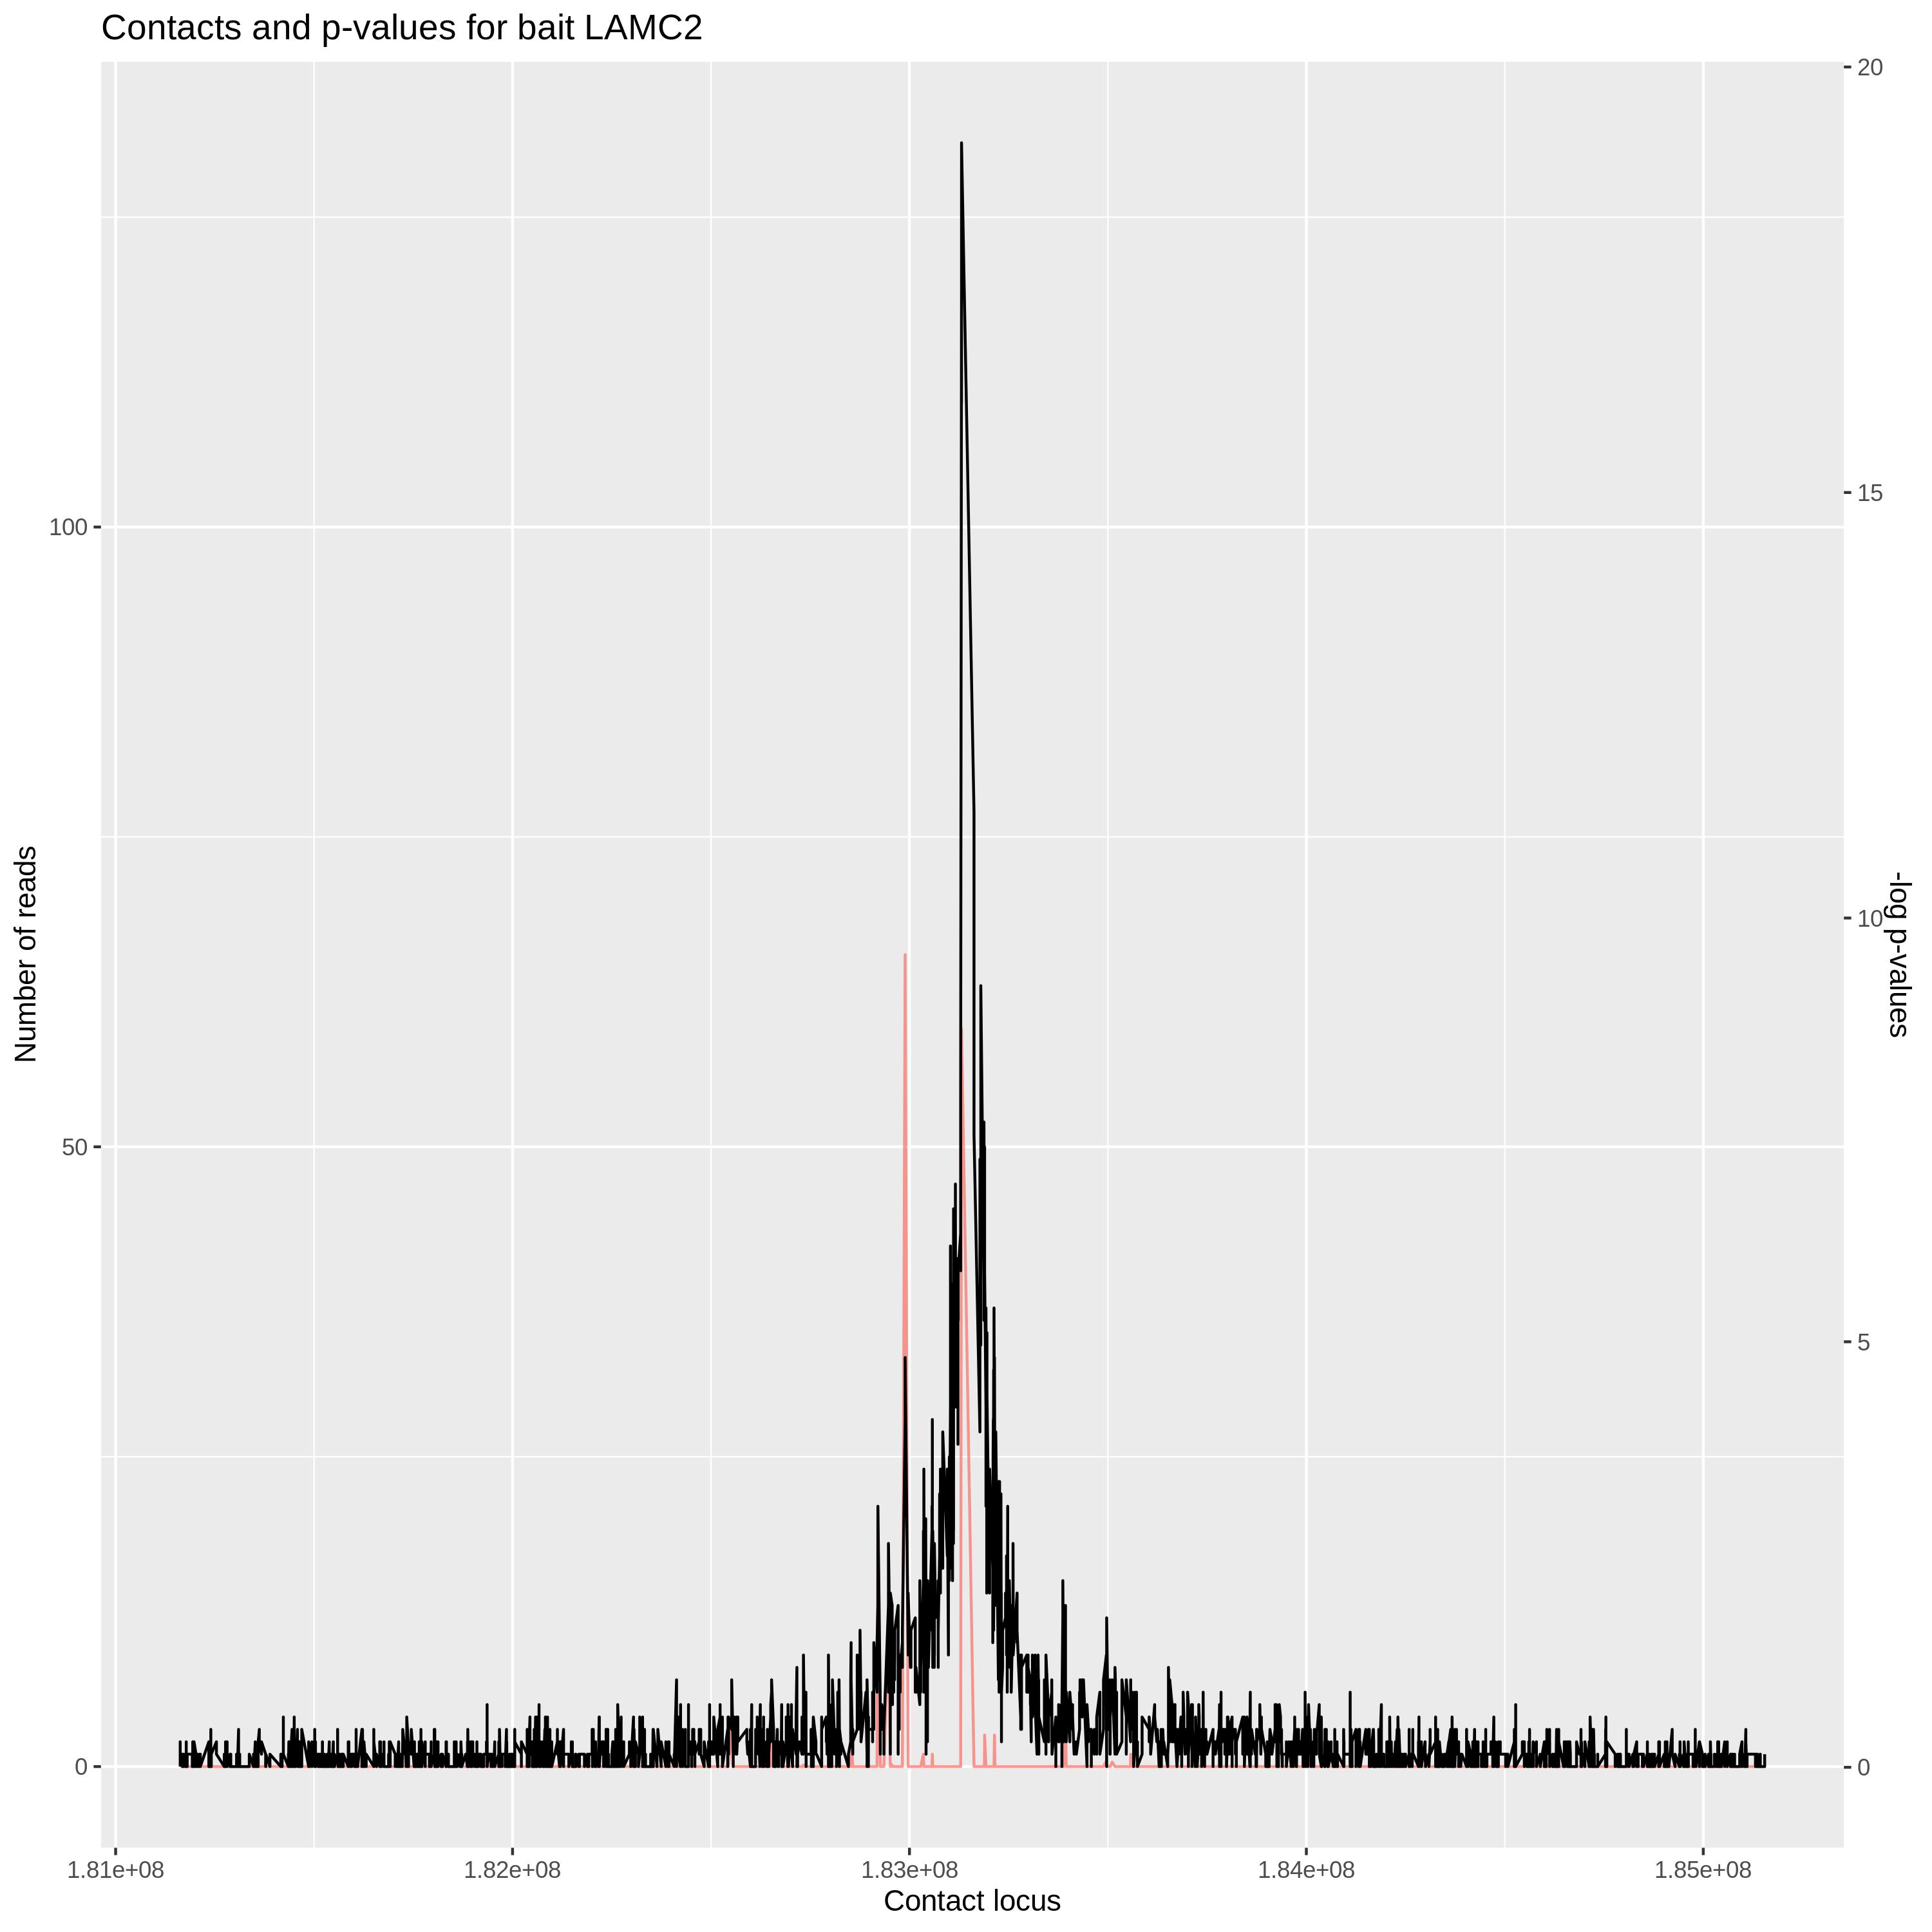 Contacts and p-values for bait LAMC2
Number of reads
100
50
0
20
15
10
5
0
-log p-values
1.81e+08
1.82e+08
1.83e+08
1.84e+08
1.85e+08
Contact locus